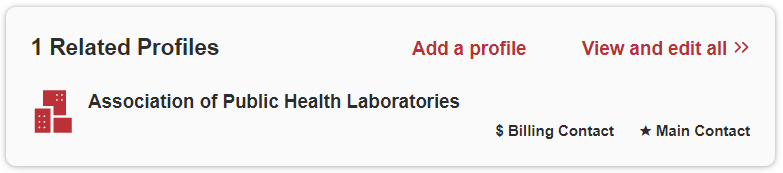 1 Related Profiles Add a profile View and edit all >>
Association of Public Health Laboratories
$ Billing Contact ★ Main Contact